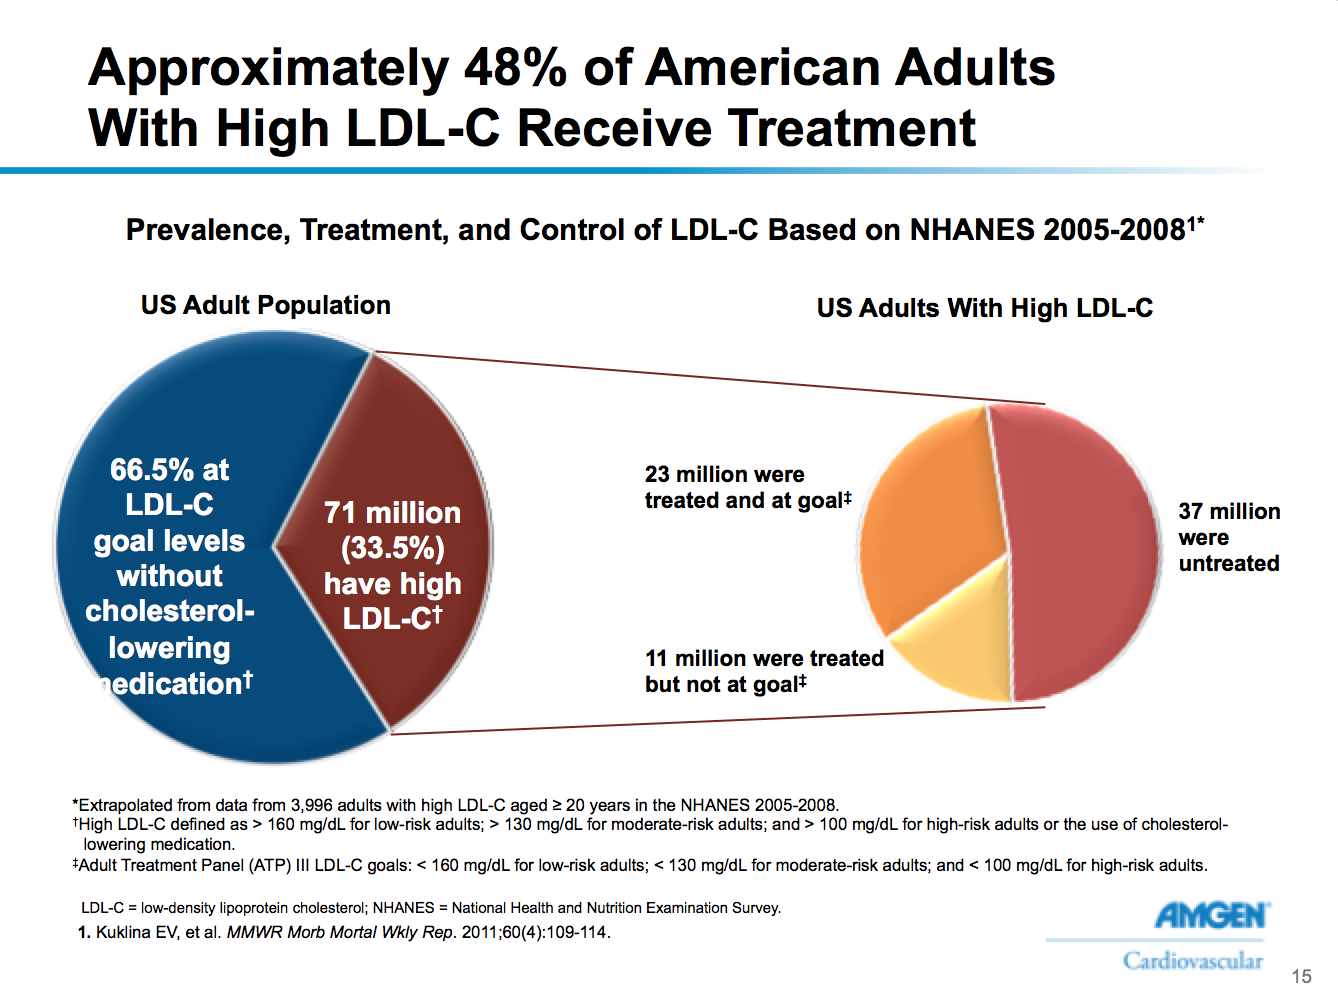 Approximately 48% of American Adults
With High LDL-C Receive Treatment
Prevalence, Treatment, and Control of LDL-C Based on NHANES 2005-2008¹*
US Adult Population
US Adults With High LDL-C
66.5% at
LDL-C
goal levels
without
cholesterol-
lowering
medication†
71 million
(33.5%)
have high
LDL-C†
23 million were
treated and at goal‡
11 million were treated
but not at goal‡
37 million
were
untreated
*Extrapolated from data from 3,996 adults with high LDL-C aged ≥ 20 years in the NHANES 2005-2008.
†High LDL-C defined as > 160 mg/dL for low-risk adults; > 130 mg/dL for moderate-risk adults; and > 100 mg/dL for high-risk adults or the use of cholesterol-
lowering medication.
‡Adult Treatment Panel (ATP) III LDL-C goals: < 160 mg/dL for low-risk adults; < 130 mg/dL for moderate-risk adults; and < 100 mg/dL for high-risk adults.
LDL-C = low-density lipoprotein cholesterol; NHANES = National Health and Nutrition Examination Survey.
1. Kuklina EV, et al. MMWR Morb Mortal Wkly Rep. 2011;60(4):109-114.
AMGEN®
Cardiovascular
15